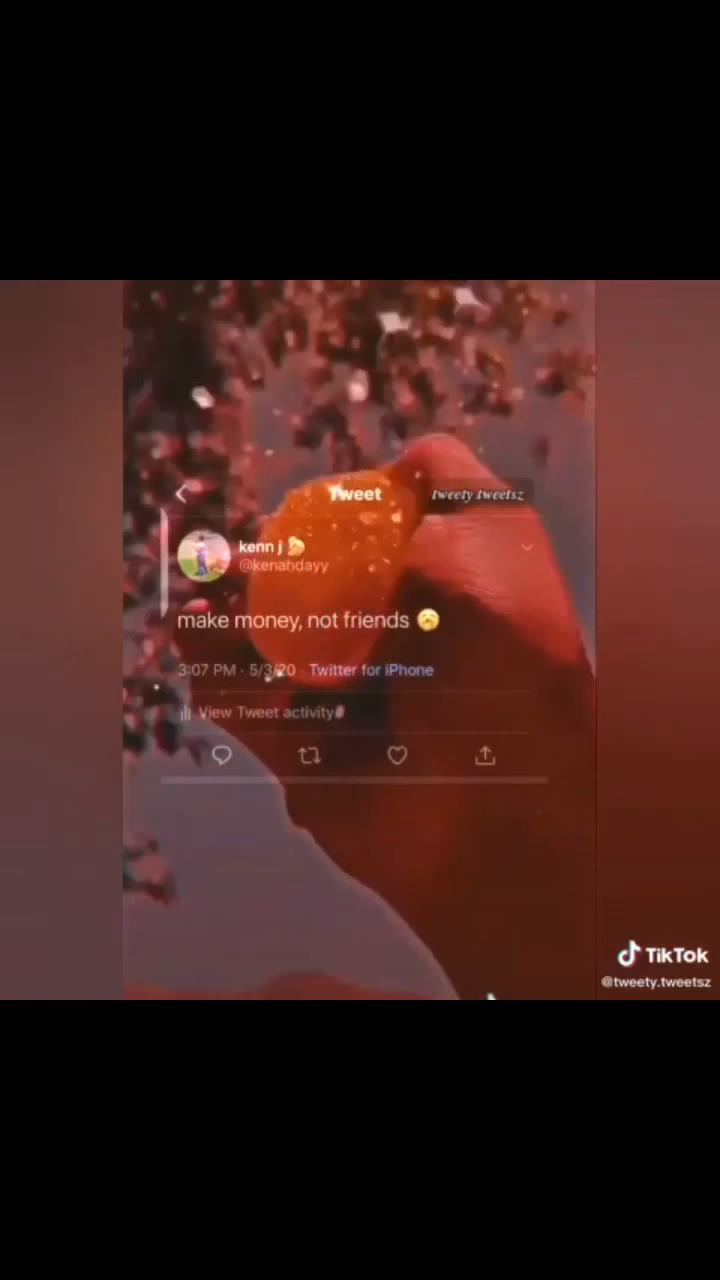 Tweet
tweety.tweetsz
kenn j
@kenahdayy
make money, not friends 😥
3:07 PM · 5/3/20 · Twitter for iPhone
View Tweet activity
TikTok
@tweety.tweetsz